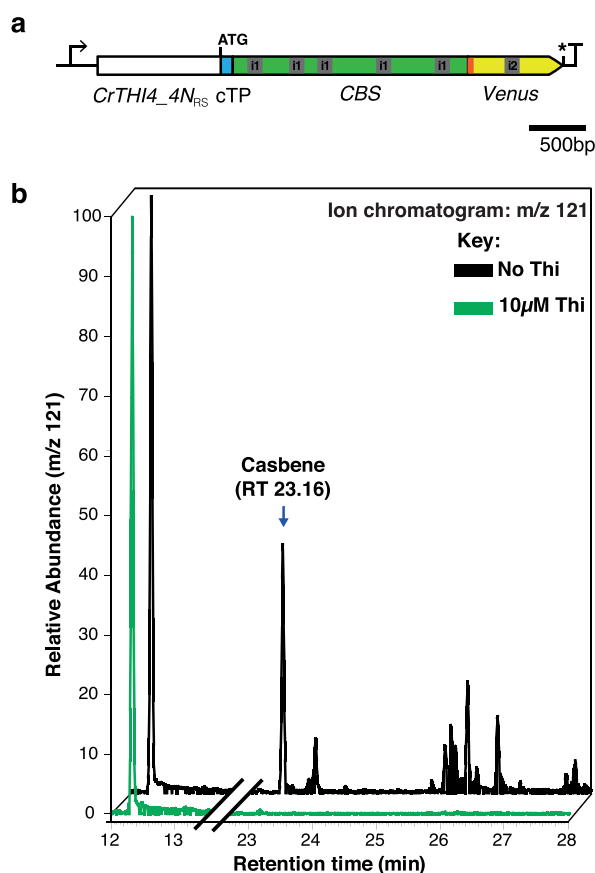 a
ATG
*
i1 i1 i1 i1 i1 i2
CrTHI4_4N_RS cTP CBS Venus
500bp
b
Ion chromatogram: m/z 121
Key:
No Thi
10µM Thi
Casbene
(RT 23.16)
Relative Abundance (m/z 121)
100
90
80
70
60
50
40
30
20
10
0
12 13 23 24 25 26 27 28
Retention time (min)